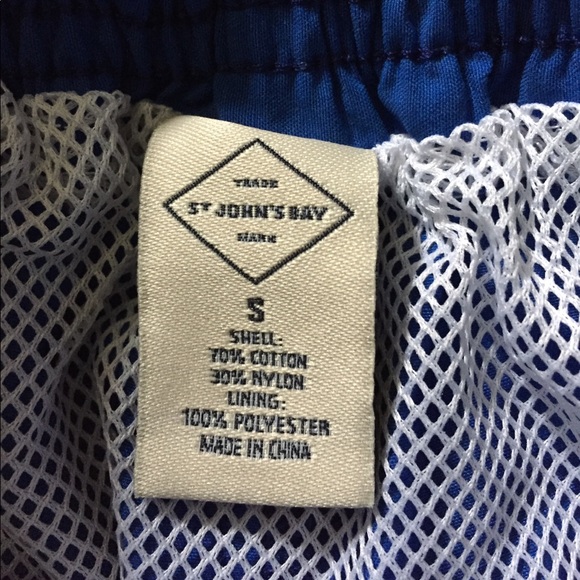 TRADE
ST JOHN'S BAY
MARK
S
SHELL:
70% COTTON
30% NYLON
LINING:
100% POLYESTER
MADE IN CHINA